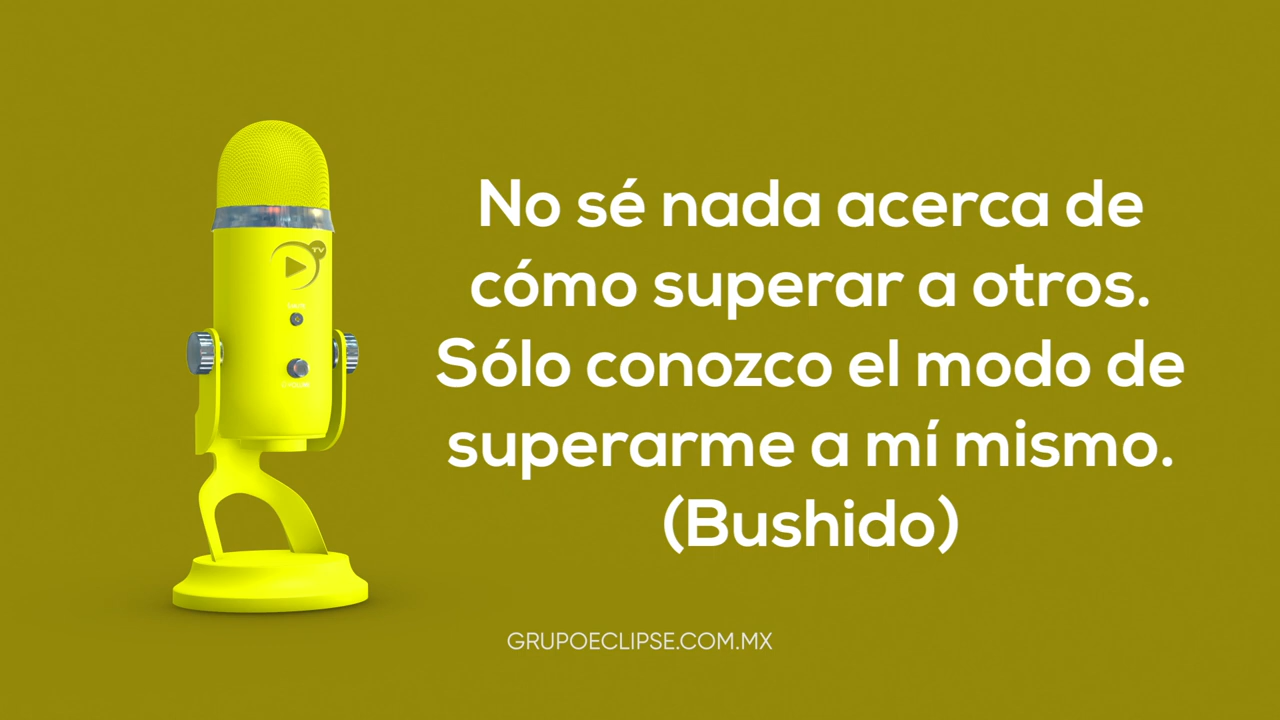 TV
No sé nada acerca de
cómo superar a otros.
Sólo conozco el modo de
superarme a mí mismo.
(Bushido)
GRUPOECLIPSE.COM.MX